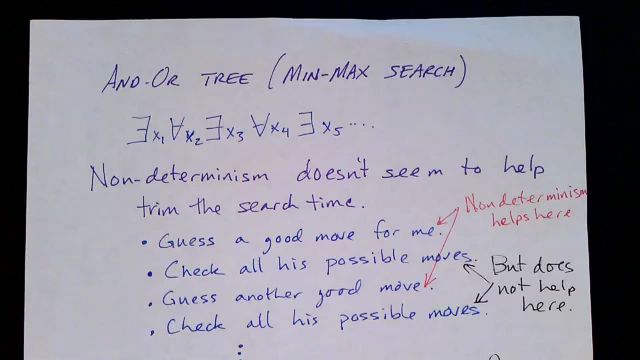 AND-OR TREE (MIN-MAX SEARCH)
∃x₁∀x₂∃x₃∀x₄∃x₅....
Non-determinism doesn't seem to help
trim the search time.
• Guess a good move for me.
• Check all his possible moves.
• Guess another good move.
• Check all his possible moves.
Non determinism
helps here
But does
not help
here.